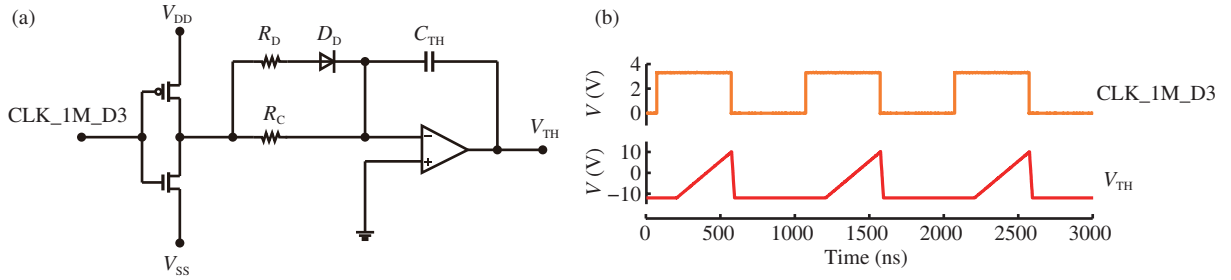 (a)
V_DD
R_D D_D C_TH
CLK_1M_D3
R_C
−
+
V_TH
V_SS
(b)
V (V)
4
2
0
CLK_1M_D3
V (V)
10
0
−10
V_TH
0 500 1000 1500 2000 2500 3000
Time (ns)